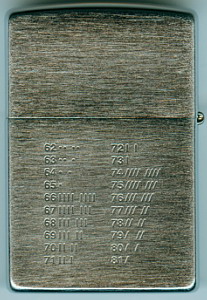 62 -- --   72 | |
63 -- -   73 |
64 - -   74 //// ////
65 -   75 //// ///
66 |||| ||||   76 /// ///
67 |||| |||   77 /// //
68 ||| |||   78 // //
69 ||| ||   79 // /
70 || ||   80 / /
71 || |   81 /